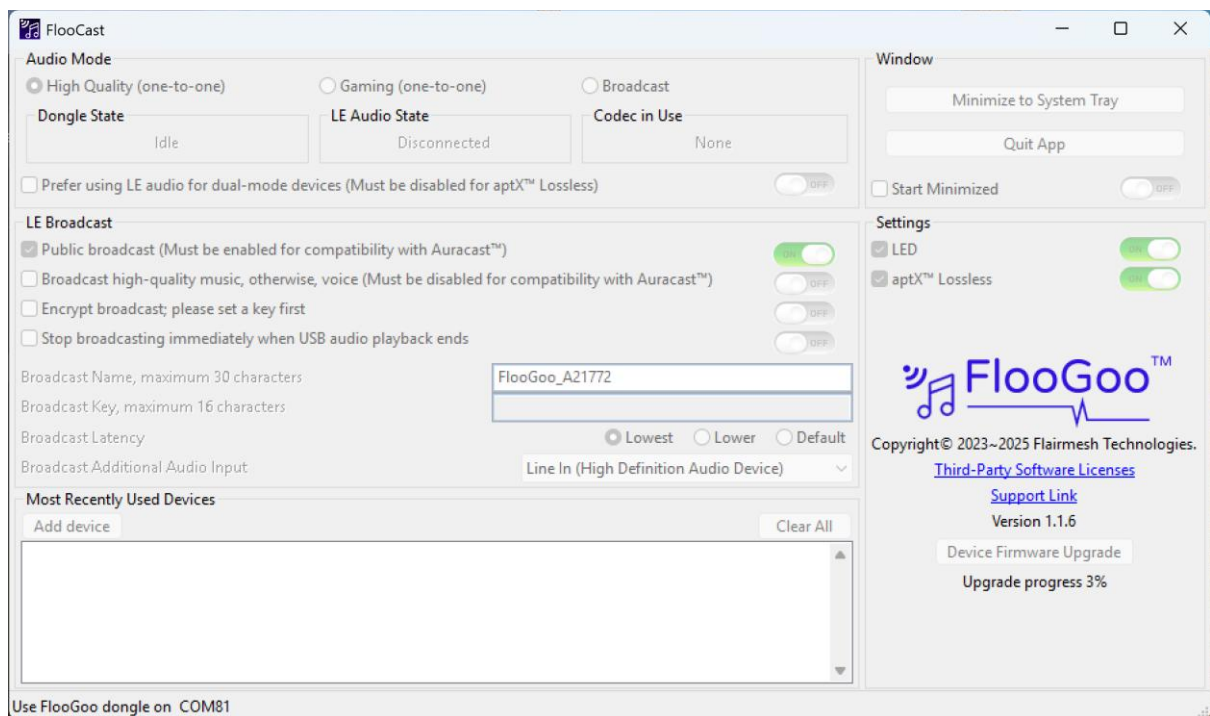 FlooCast
Audio Mode
High Quality (one-to-one)
Gaming (one-to-one)
Broadcast
Dongle State
LE Audio State
Codec in Use
Idle
Disconnected
None
Prefer using LE audio for dual-mode devices (Must be disabled for aptX™ Lossless)
OFF
Window
Minimize to System Tray
Quit App
Start Minimized
OFF
LE Broadcast
Public broadcast (Must be enabled for compatibility with Auracast™)
ON
Broadcast high-quality music, otherwise, voice (Must be disabled for compatibility with Auracast™)
OFF
Encrypt broadcast; please set a key first
OFF
Stop broadcasting immediately when USB audio playback ends
OFF
Broadcast Name, maximum 30 characters
FlooGoo_A21772
Broadcast Key, maximum 16 characters
Broadcast Latency
Lowest
Lower
Default
Broadcast Additional Audio Input
Line In (High Definition Audio Device)
Most Recently Used Devices
Add device
Clear All
Settings
LED
ON
aptX™ Lossless
ON
FlooGoo™
Copyright© 2023~2025 Flairmesh Technologies.
Third-Party Software Licenses
Support Link
Version 1.1.6
Device Firmware Upgrade
Upgrade progress 3%
Use FlooGoo dongle on COM81